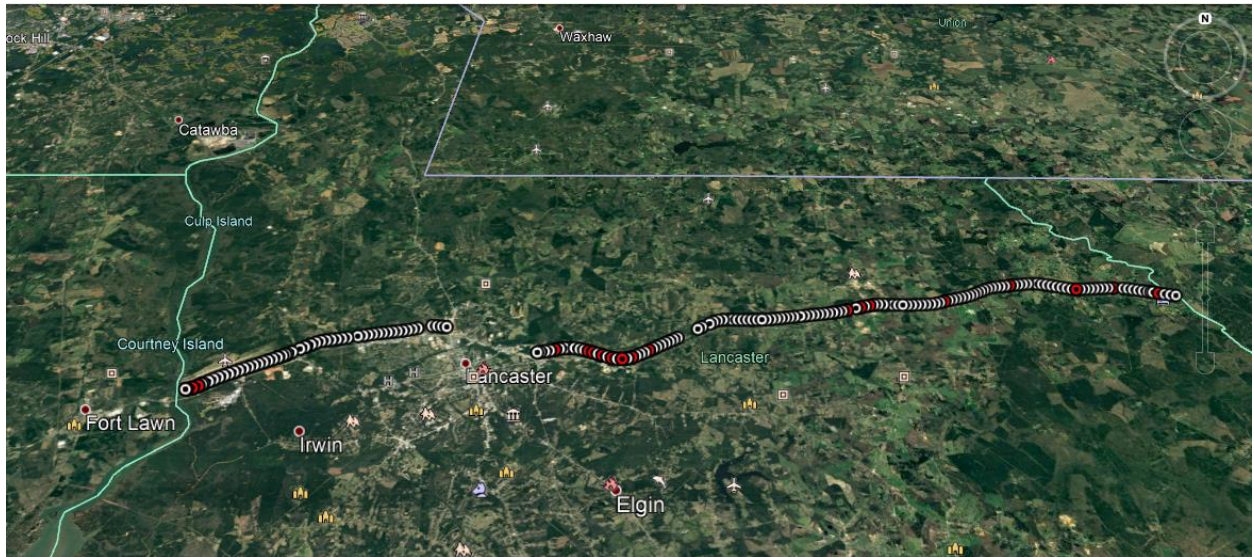 N
Union
Waxhaw
ock Hill
Catawba
Culp Island
Courtney Island
Lancaster
H H
Lancaster
Fort Lawn
Irwin
Elgin